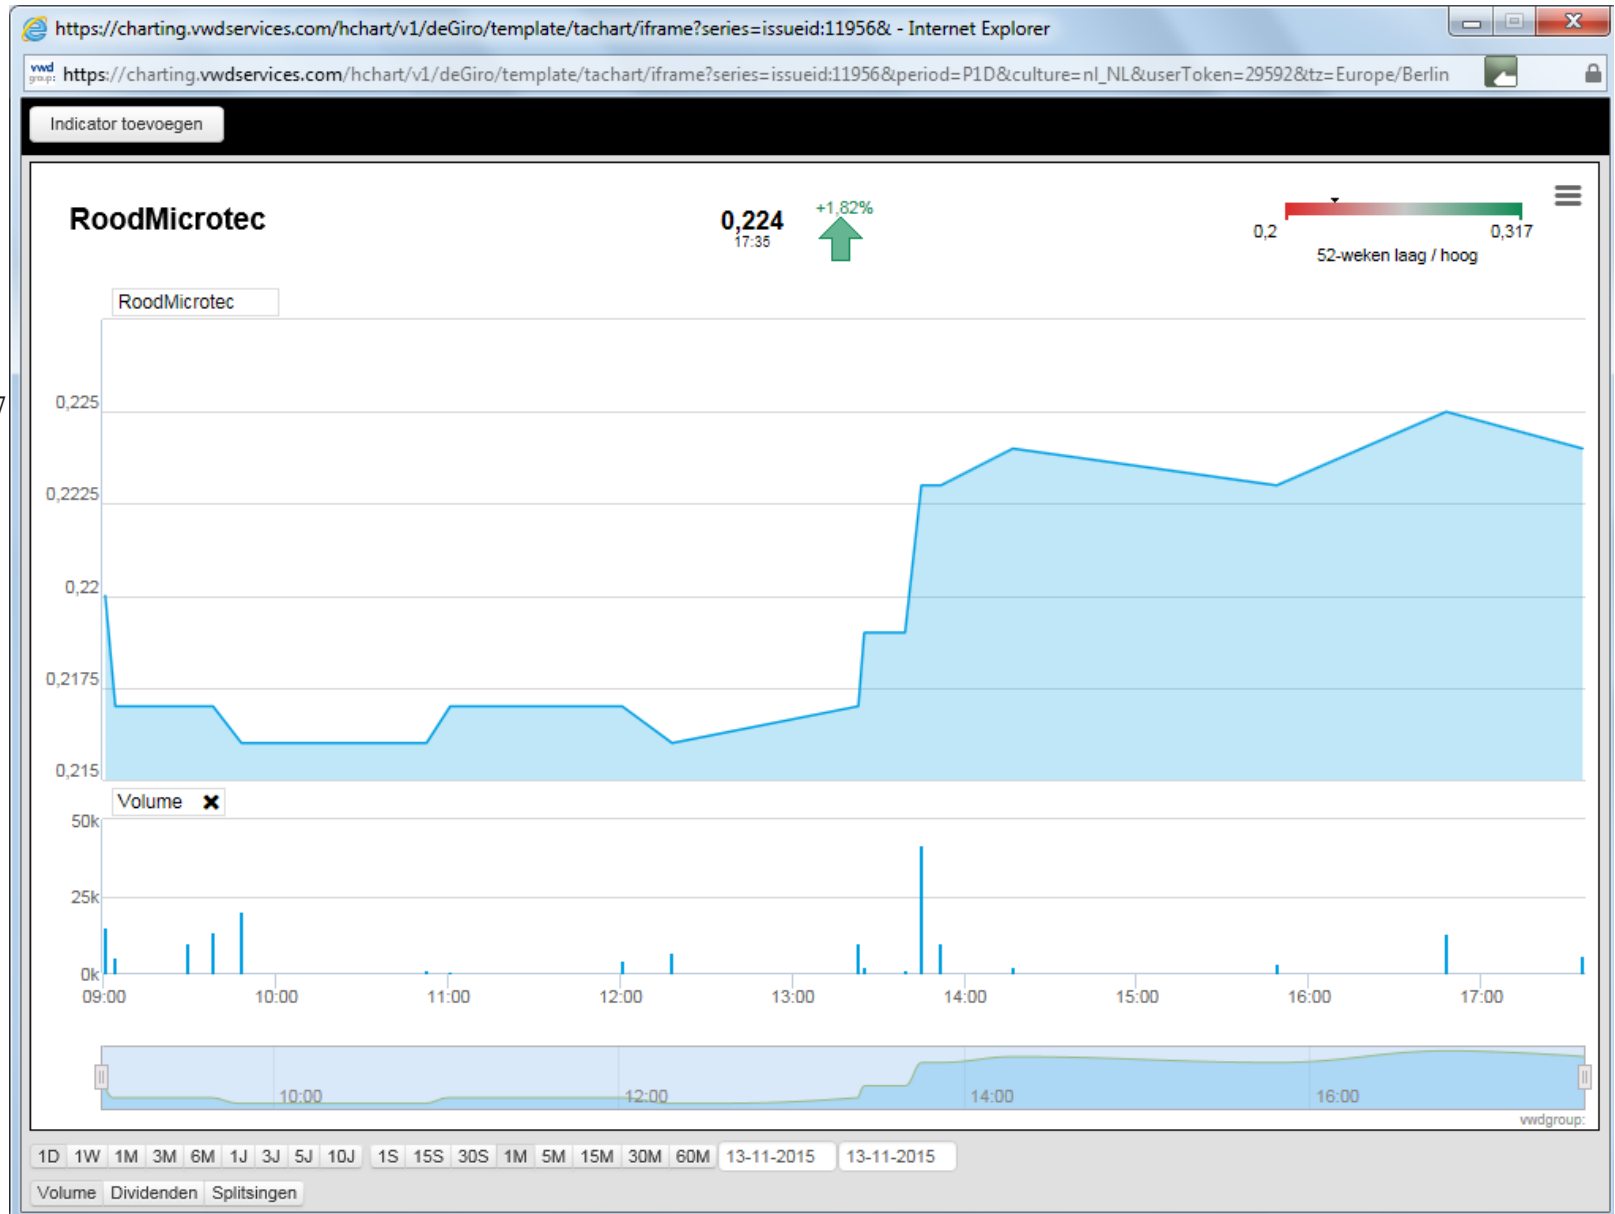 https://charting.vwdservices.com/hchart/v1/deGiro/template/tachart/iframe?series=issueid:11956& - Internet Explorer
vwd group: https://charting.vwdservices.com/hchart/v1/deGiro/template/tachart/iframe?series=issueid:11956&period=P1D&culture=nl_NL&userToken=29592&tz=Europe/Berlin
Indicator toevoegen
RoodMicrotec
0,224
17:35
+1,82%
0,2 0,317
52-weken laag / hoog
RoodMicrotec
7
0,225
0,2225
0,22
0,2175
0,215
Volume
50k
25k
0k
09:00 10:00 11:00 12:00 13:00 14:00 15:00 16:00 17:00
10:00 12:00 14:00 16:00
vwdgroup:
1D 1W 1M 3M 6M 1J 3J 5J 10J 1S 15S 30S 1M 5M 15M 30M 60M 13-11-2015 13-11-2015
Volume Dividenden Splitsingen